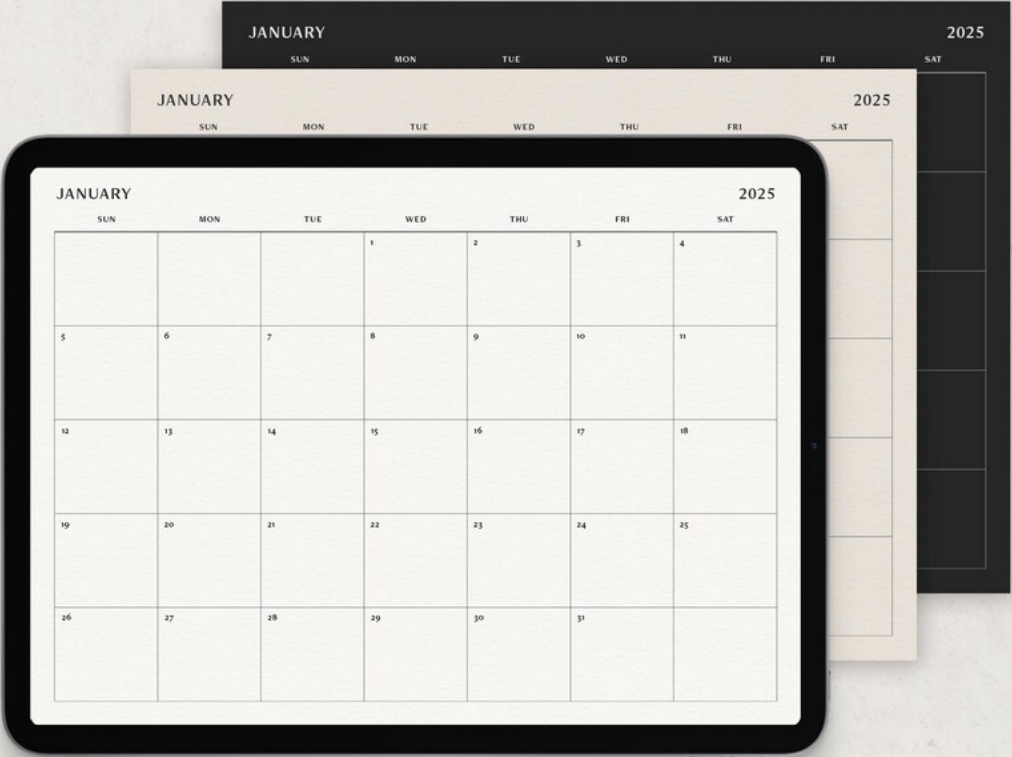 JANUARY 2025
SUN MON TUE WED THU FRI SAT
JANUARY 2025
SUN MON TUE WED THU FRI SAT
JANUARY 2025
SUN MON TUE WED THU FRI SAT
1 2 3 4
5 6 7 8 9 10 11
12 13 14 15 16 17 18
19 20 21 22 23 24 25
26 27 28 29 30 31